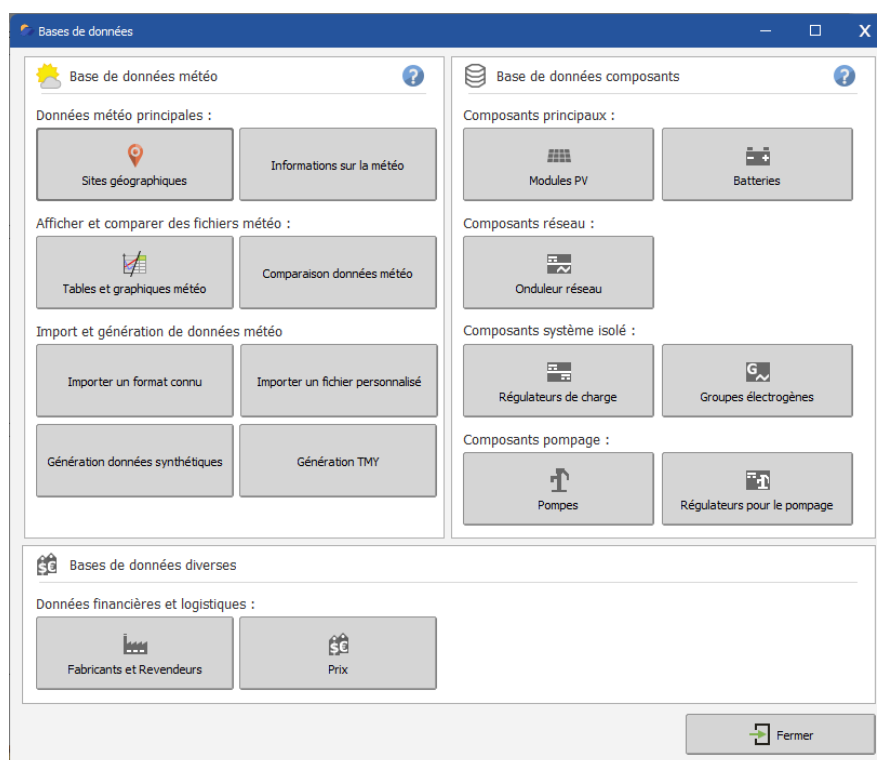 Bases de données
Base de données météo
Données météo principales :
Sites géographiques
Informations sur la météo
Afficher et comparer des fichiers météo :
Tables et graphiques météo
Comparaison données météo
Import et génération de données météo
Importer un format connu
Importer un fichier personnalisé
Génération données synthétiques
Génération TMY
Base de données composants
Composants principaux :
Modules PV
Batteries
Composants réseau :
Onduleur réseau
Composants système isolé :
Régulateurs de charge
Groupes électrogènes
Composants pompage :
Pompes
Régulateurs pour le pompage
Bases de données diverses
Données financières et logistiques :
Fabricants et Revendeurs
Prix
Fermer